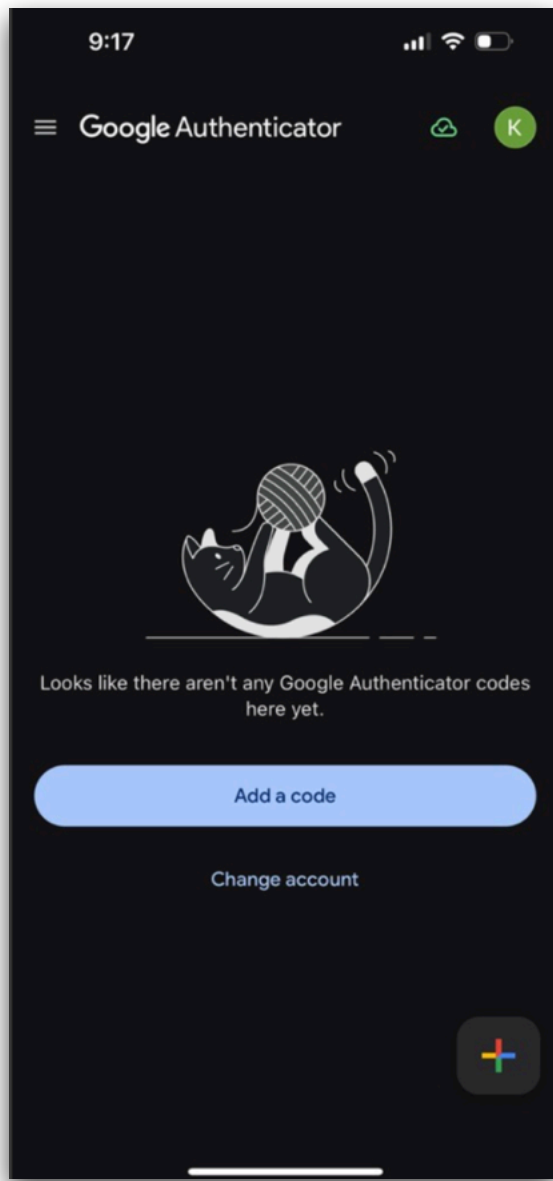 9:17
Google Authenticator
K
Looks like there aren't any Google Authenticator codes
here yet.
Add a code
Change account